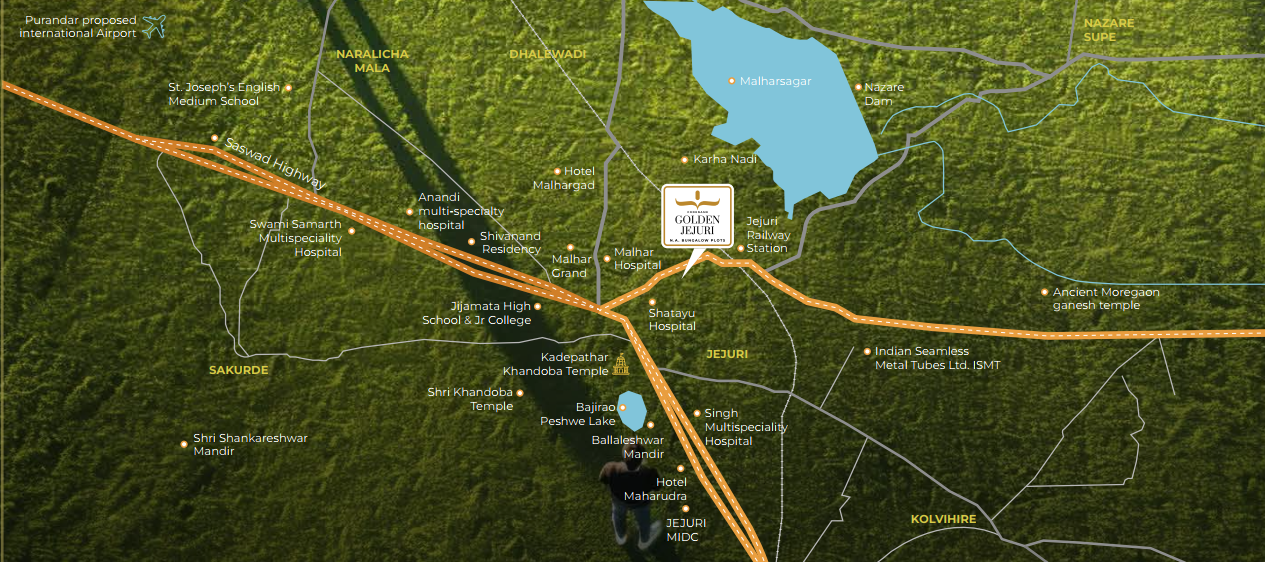 Purandar proposed
international Airport
NARALICHA
MALA
DHALEWADI
NAZARE
SUPE
St. Joseph's English
Medium School
Malharsagar
Nazare
Dam
Saswad Highway
Karha Nadi
Hotel
Malhargad
Anandi
multi-specialty
hospital
GOLDEN
JEJURI
N.A. BUNGALOW PLOTS
Jejuri
Railway
Station
Swami Samarth
Multispeciality
Hospital
Shivanand
Residency
Malhar
Grand
Malhar
Hospital
Ancient Moregaon
ganesh temple
Jijamata High
School & Jr College
Shatayu
Hospital
Kadepathar
Khandoba Temple
JEJURI
Indian Seamless
Metal Tubes Ltd. ISMT
SAKURDE
Shri Khandoba
Temple
Bajirao
Peshwe Lake
Singh
Multispeciality
Hospital
Shri Shankareshwar
Mandir
Ballaleshwar
Mandir
Hotel
Maharudra
JEJURI
MIDC
KOLVIHIRE